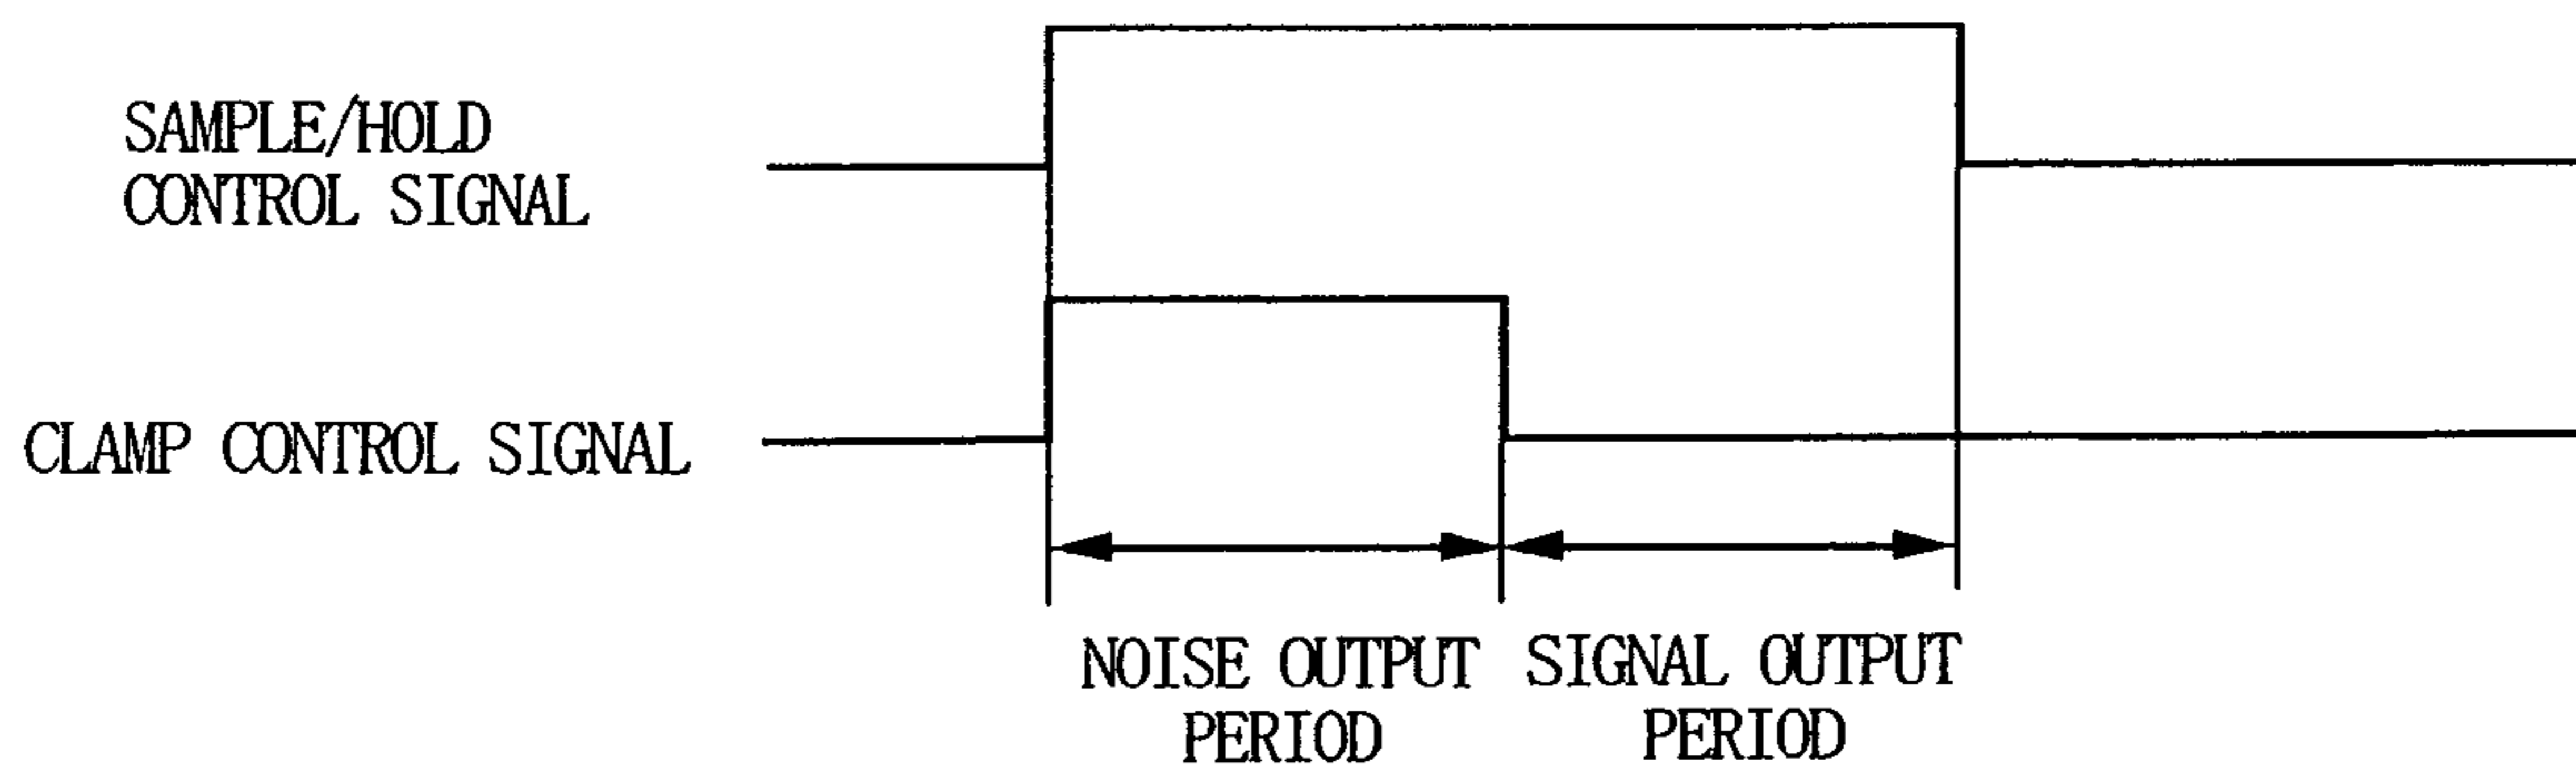 SAMPLE/HOLD
CONTROL SIGNAL
CLAMP CONTROL SIGNAL
NOISE OUTPUT
PERIOD
SIGNAL OUTPUT
PERIOD